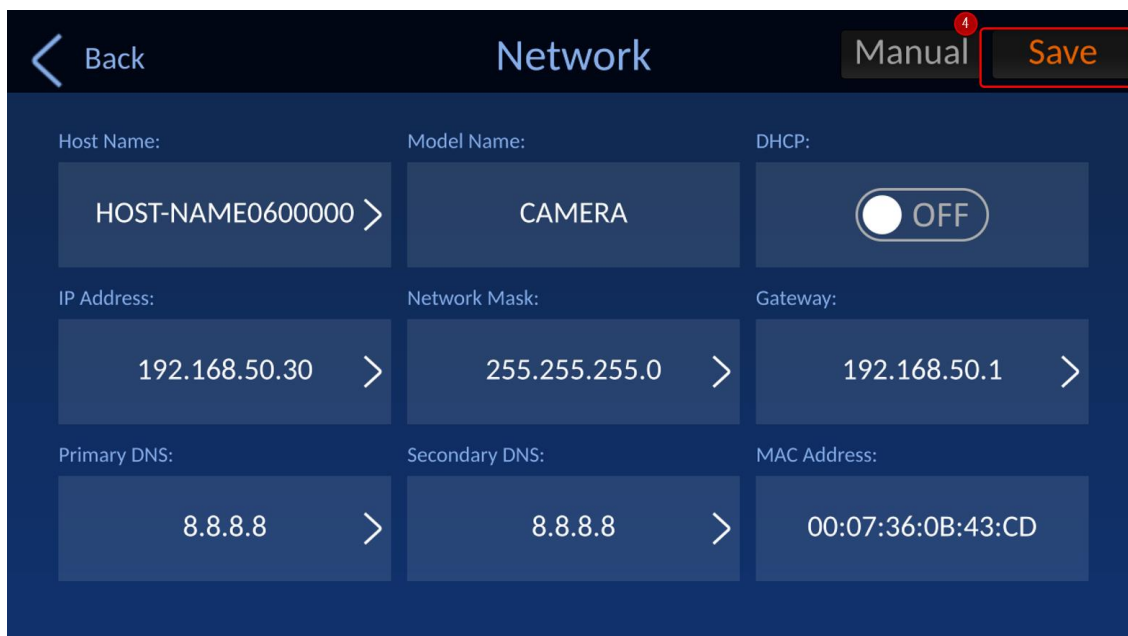 4
Back Network Manual Save
Host Name: Model Name: DHCP:
HOST-NAME0600000 CAMERA OFF
IP Address: Network Mask: Gateway:
192.168.50.30 255.255.255.0 192.168.50.1
Primary DNS: Secondary DNS: MAC Address:
8.8.8.8 8.8.8.8 00:07:36:0B:43:CD